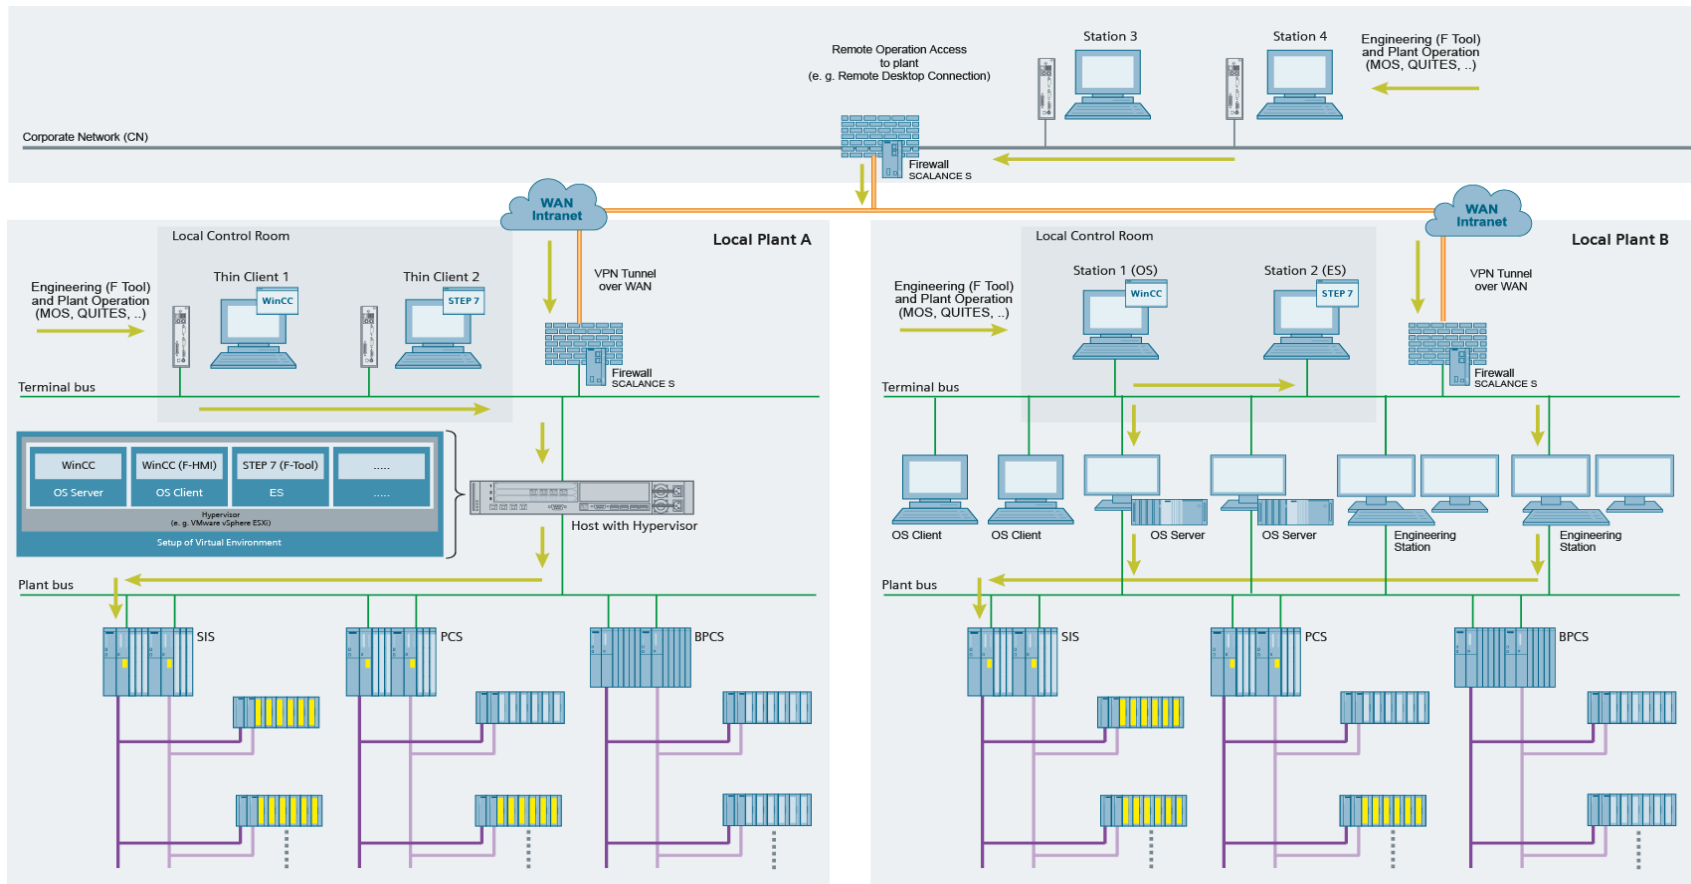 Remote Operation Access
to plant
(e. g. Remote Desktop Connection)
Station 3
Station 4
Engineering (F Tool)
and Plant Operation
(MOS, QUITES, ..)
Corporate Network (CN)
Firewall
SCALANCE S
WAN
Intranet
WAN
Intranet
Local Control Room
Local Plant A
Thin Client 1
Thin Client 2
WinCC
STEP 7
Engineering (F Tool)
and Plant Operation
(MOS, QUITES, ..)
VPN Tunnel
over WAN
Firewall
SCALANCE S
Terminal bus
WinCC
OS Server
WinCC (F-HMI)
OS Client
STEP 7 (F-Tool)
ES
.....
.....
Hypervisor
(e. g. VMware vSphere ESXi)
Setup of Virtual Environment
Host with Hypervisor
Plant bus
SIS
PCS
BPCS
Local Control Room
Local Plant B
Station 1 (OS)
Station 2 (ES)
WinCC
STEP 7
Engineering (F Tool)
and Plant Operation
(MOS, QUITES, ..)
VPN Tunnel
over WAN
Firewall
SCALANCE S
Terminal bus
OS Client
OS Client
OS Server
OS Server
Engineering
Station
Engineering
Station
Plant bus
SIS
PCS
BPCS